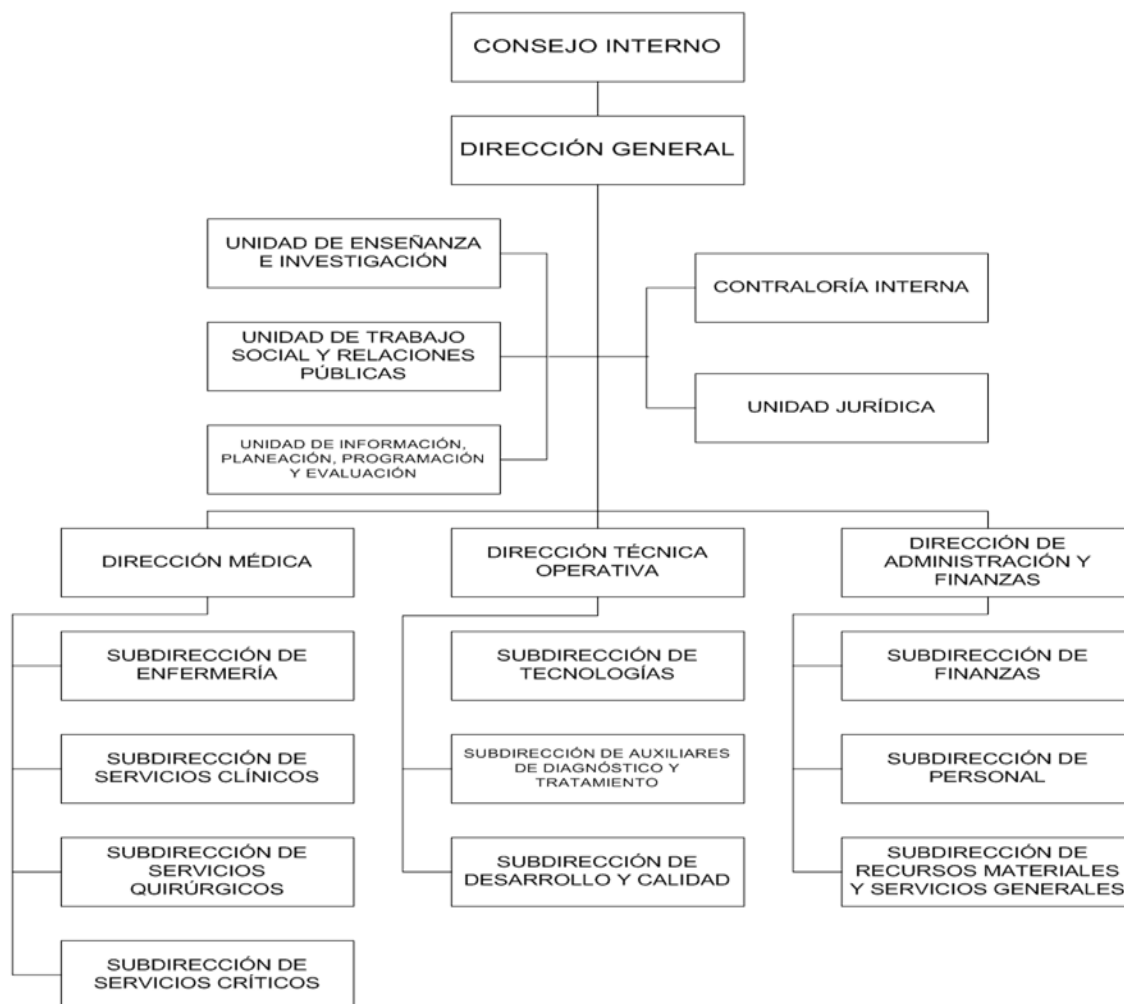 CONSEJO INTERNO
DIRECCIÓN GENERAL
UNIDAD DE ENSEÑANZA
E INVESTIGACIÓN
CONTRALORÍA INTERNA
UNIDAD DE TRABAJO
SOCIAL Y RELACIONES
PÚBLICAS
UNIDAD JURÍDICA
UNIDAD DE INFORMACIÓN,
PLANEACIÓN, PROGRAMACIÓN
Y EVALUACIÓN
DIRECCIÓN MÉDICA
DIRECCIÓN TÉCNICA
OPERATIVA
DIRECCIÓN DE
ADMINISTRACIÓN Y
FINANZAS
SUBDIRECCIÓN DE
ENFERMERÍA
SUBDIRECCIÓN DE
TECNOLOGÍAS
SUBDIRECCIÓN DE
FINANZAS
SUBDIRECCIÓN DE
SERVICIOS CLÍNICOS
SUBDIRECCIÓN DE AUXILIARES
DE DIAGNÓSTICO Y
TRATAMIENTO
SUBDIRECCIÓN DE
PERSONAL
SUBDIRECCIÓN DE
SERVICIOS
QUIRÚRGICOS
SUBDIRECCIÓN DE
DESARROLLO Y CALIDAD
SUBDIRECCIÓN DE
RECURSOS MATERIALES
Y SERVICIOS GENERALES
SUBDIRECCIÓN DE
SERVICIOS CRÍTICOS